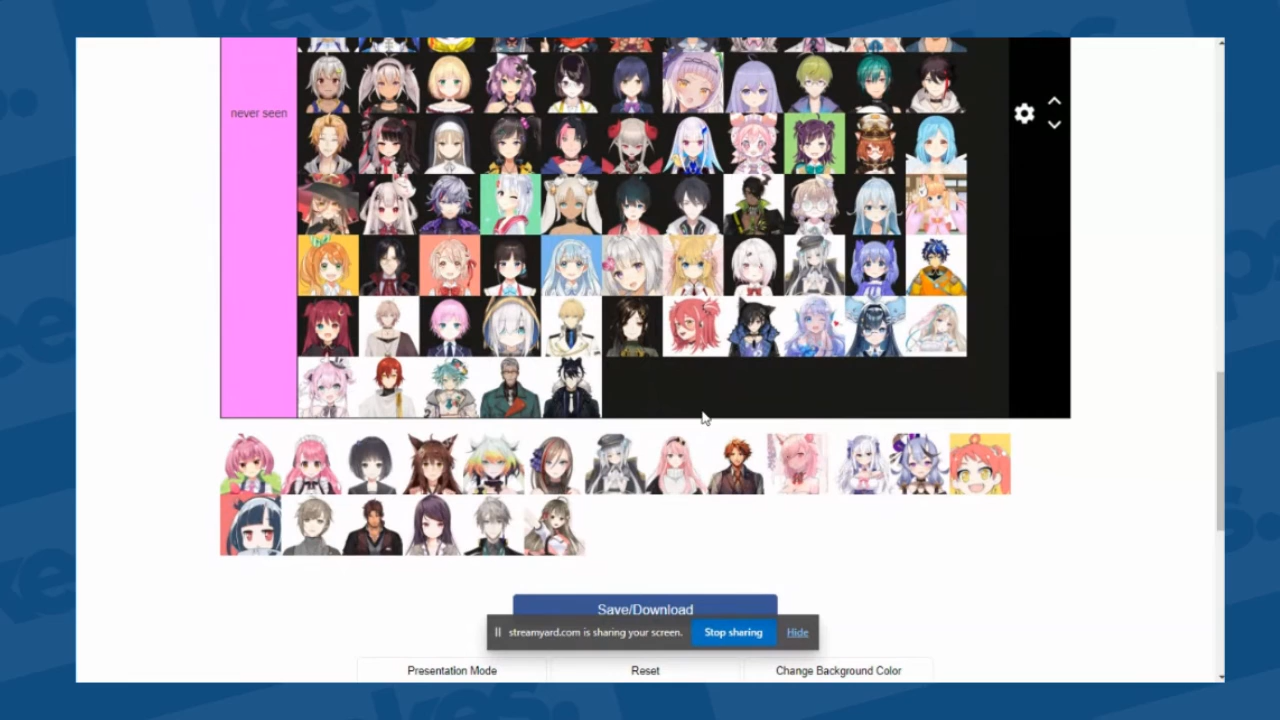 keeps.
never seen
Save/Download
streamyard.com is sharing your screen. Stop sharing Hide
Presentation Mode Reset Change Background Color